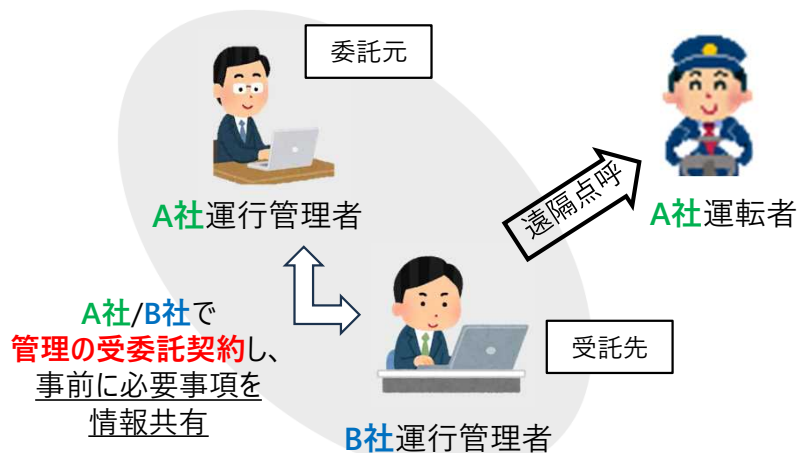 委託元
A社運行管理者
遠隔点呼
A社運転者
A社/B社で
管理の受委託契約し、
事前に必要事項を
情報共有
受託先
B社運行管理者